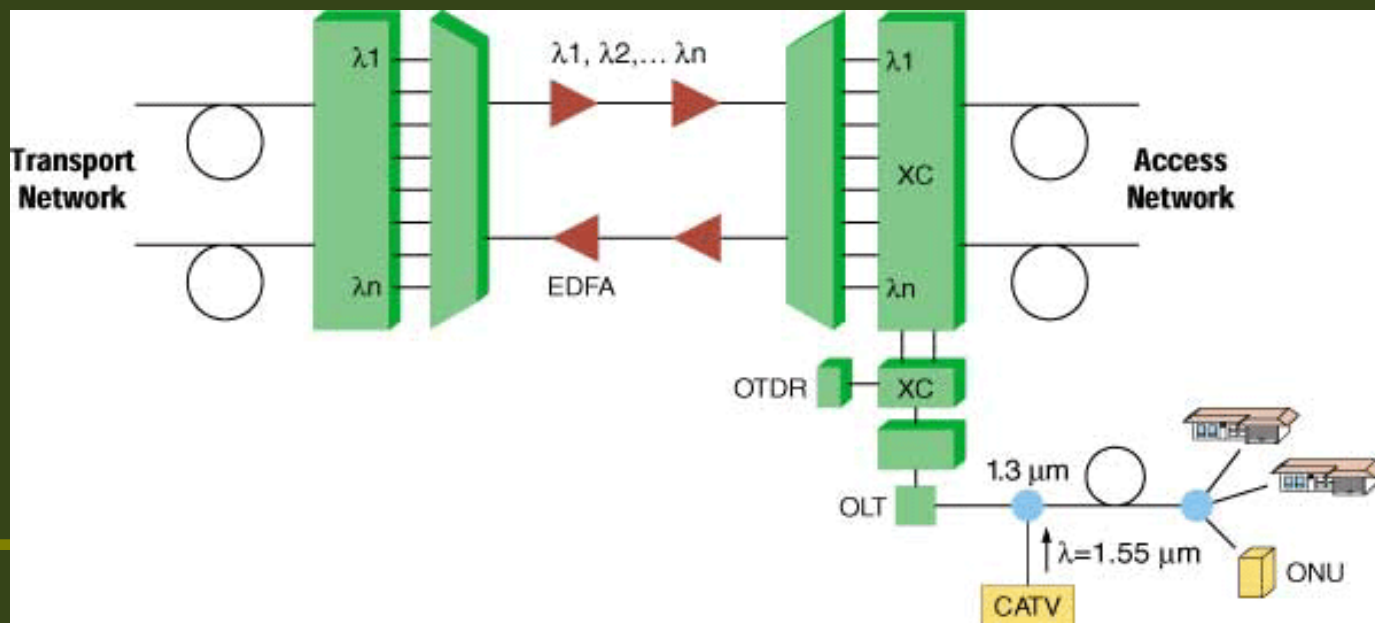 λ1, λ2,... λn
λ1
λ1
Transport
Network
XC
Access
Network
λn
EDFA
λn
OTDR
XC
1.3 μm
OLT
λ=1.55 μm
ONU
CATV